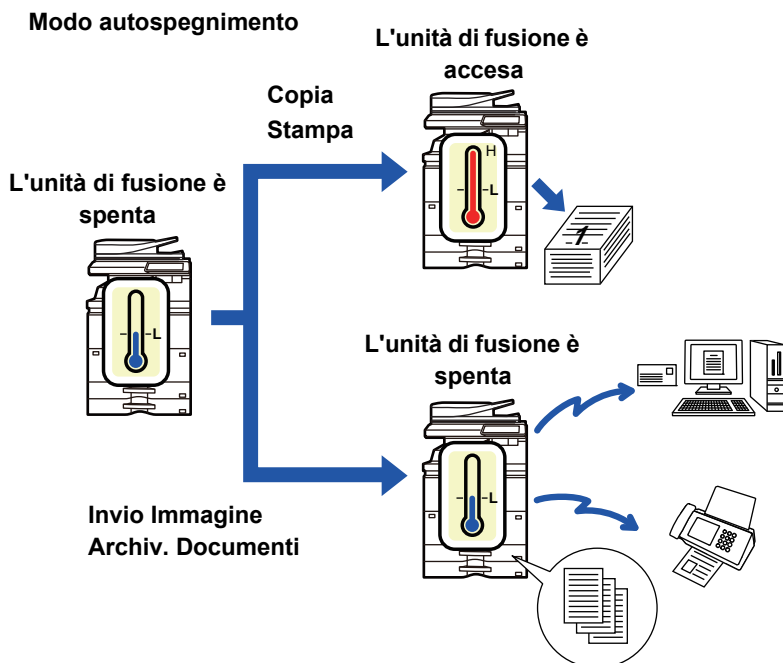 Modo autospegnimento
L'unità di fusione è
accesa
Copia
Stampa
H
L
1
L'unità di fusione è
spenta
L
L'unità di fusione è
spenta
L
Invio Immagine
Archiv. Documenti